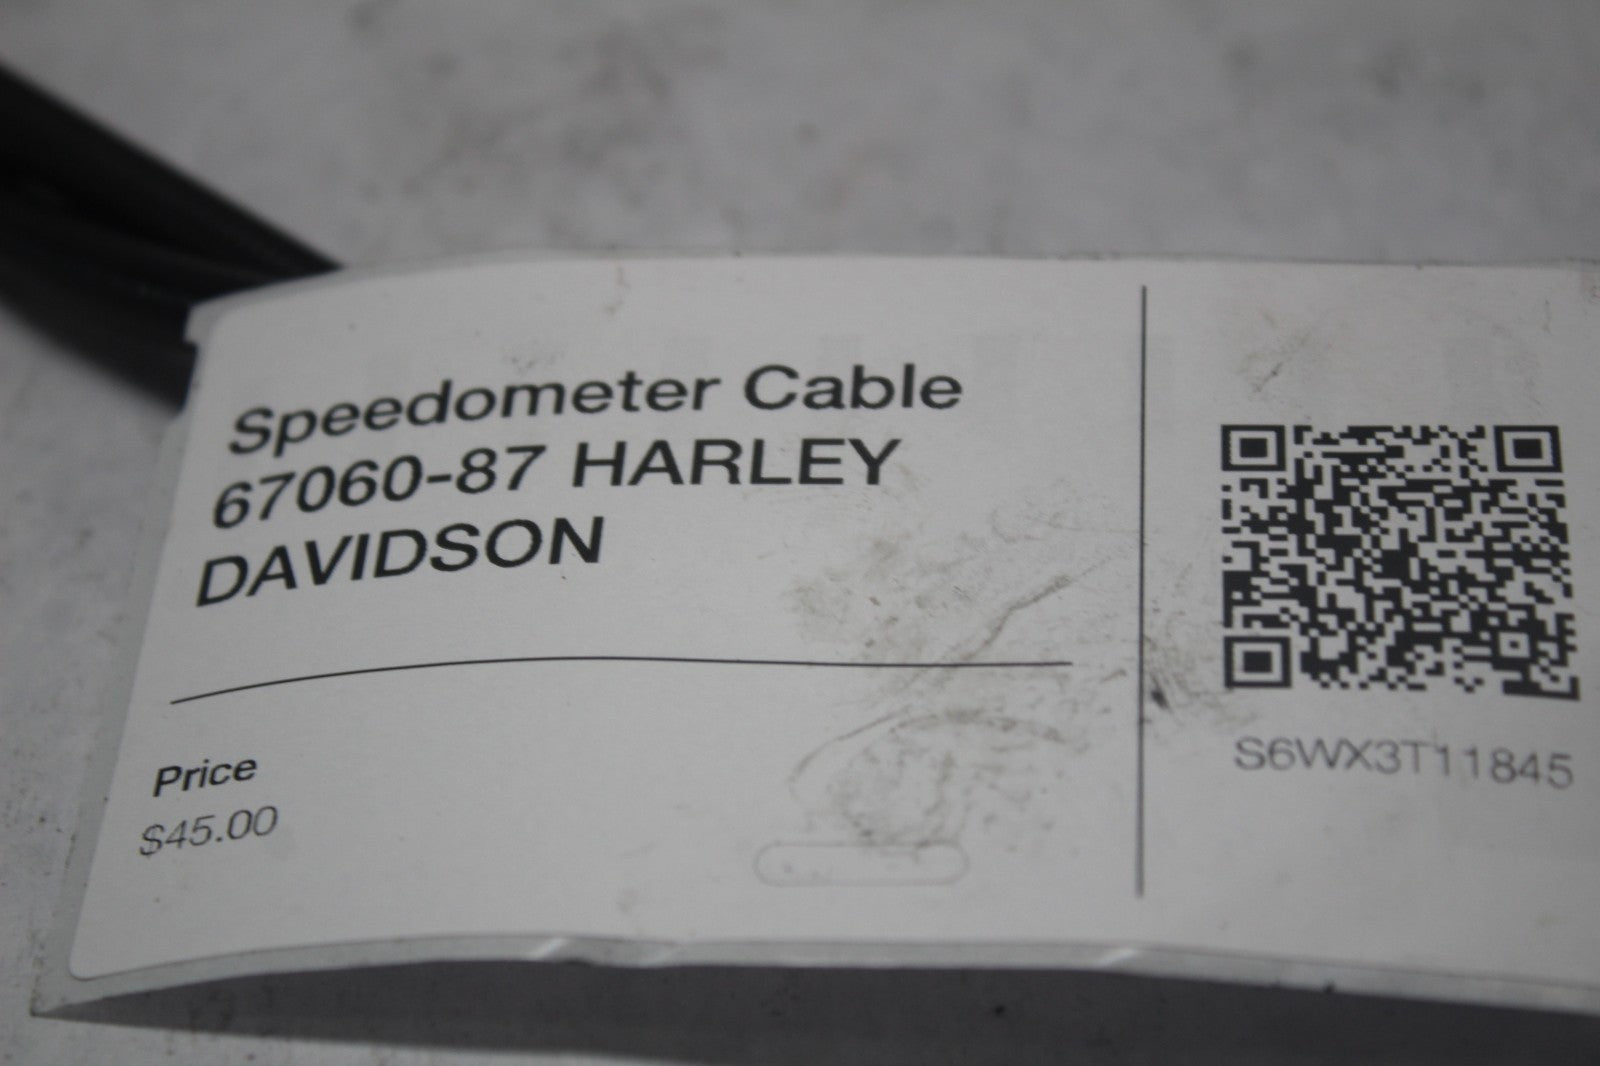 Speedometer Cable
67060-87 HARLEY
DAVIDSON
Price
$45.00
S6WX3T11845